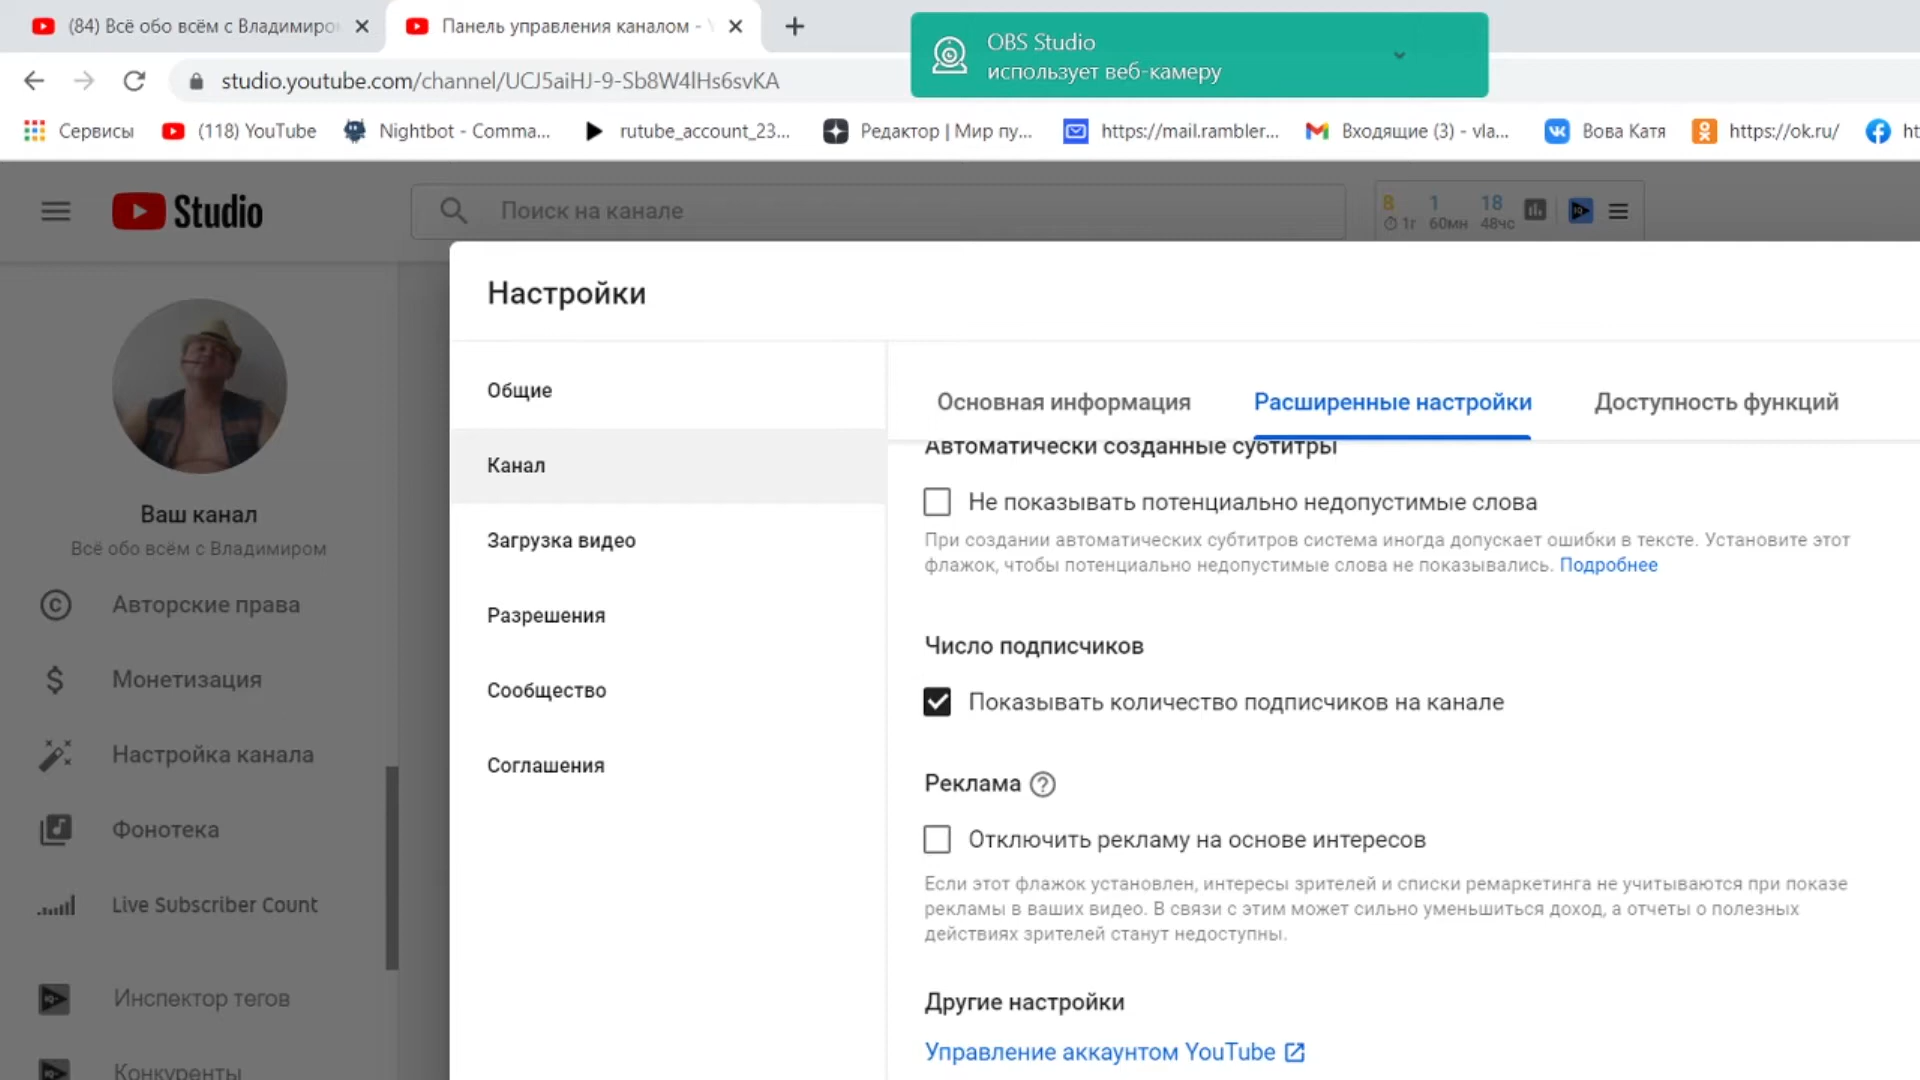 (84) Всё обо всём с Владимиром
Панель управления каналом - Y
OBS Studio
использует веб-камеру
studio.youtube.com/channel/UCJ5aiHJ-9-Sb8W4lHs6svKA
Сервисы
(118) YouTube
Nightbot - Comma...
rutube_account_23...
Редактор | Мир пу...
https://mail.rambler...
Входящие (3) - vla...
Вова Катя
https://ok.ru/
ht
Studio
Поиск на канале
8 1 18
1г 60мн 48чс
Настройки
Общие
Канал
Загрузка видео
Разрешения
Сообщество
Соглашения
Ваш канал
Всё обо всём с Владимиром
Авторские права
Монетизация
Настройка канала
Фонотека
Live Subscriber Count
Инспектор тегов
Конкуренты
Основная информация
Расширенные настройки
Доступность функций
Автоматически созданные субтитры
Не показывать потенциально недопустимые слова
При создании автоматических субтитров система иногда допускает ошибки в тексте. Установите этот
флажок, чтобы потенциально недопустимые слова не показывались. Подробнее
Число подписчиков
Показывать количество подписчиков на канале
Реклама
Отключить рекламу на основе интересов
Если этот флажок установлен, интересы зрителей и списки ремаркетинга не учитываются при показе
рекламы в ваших видео. В связи с этим может сильно уменьшиться доход, а отчеты о полезных
действиях зрителей станут недоступны.
Другие настройки
Управление аккаунтом YouTube